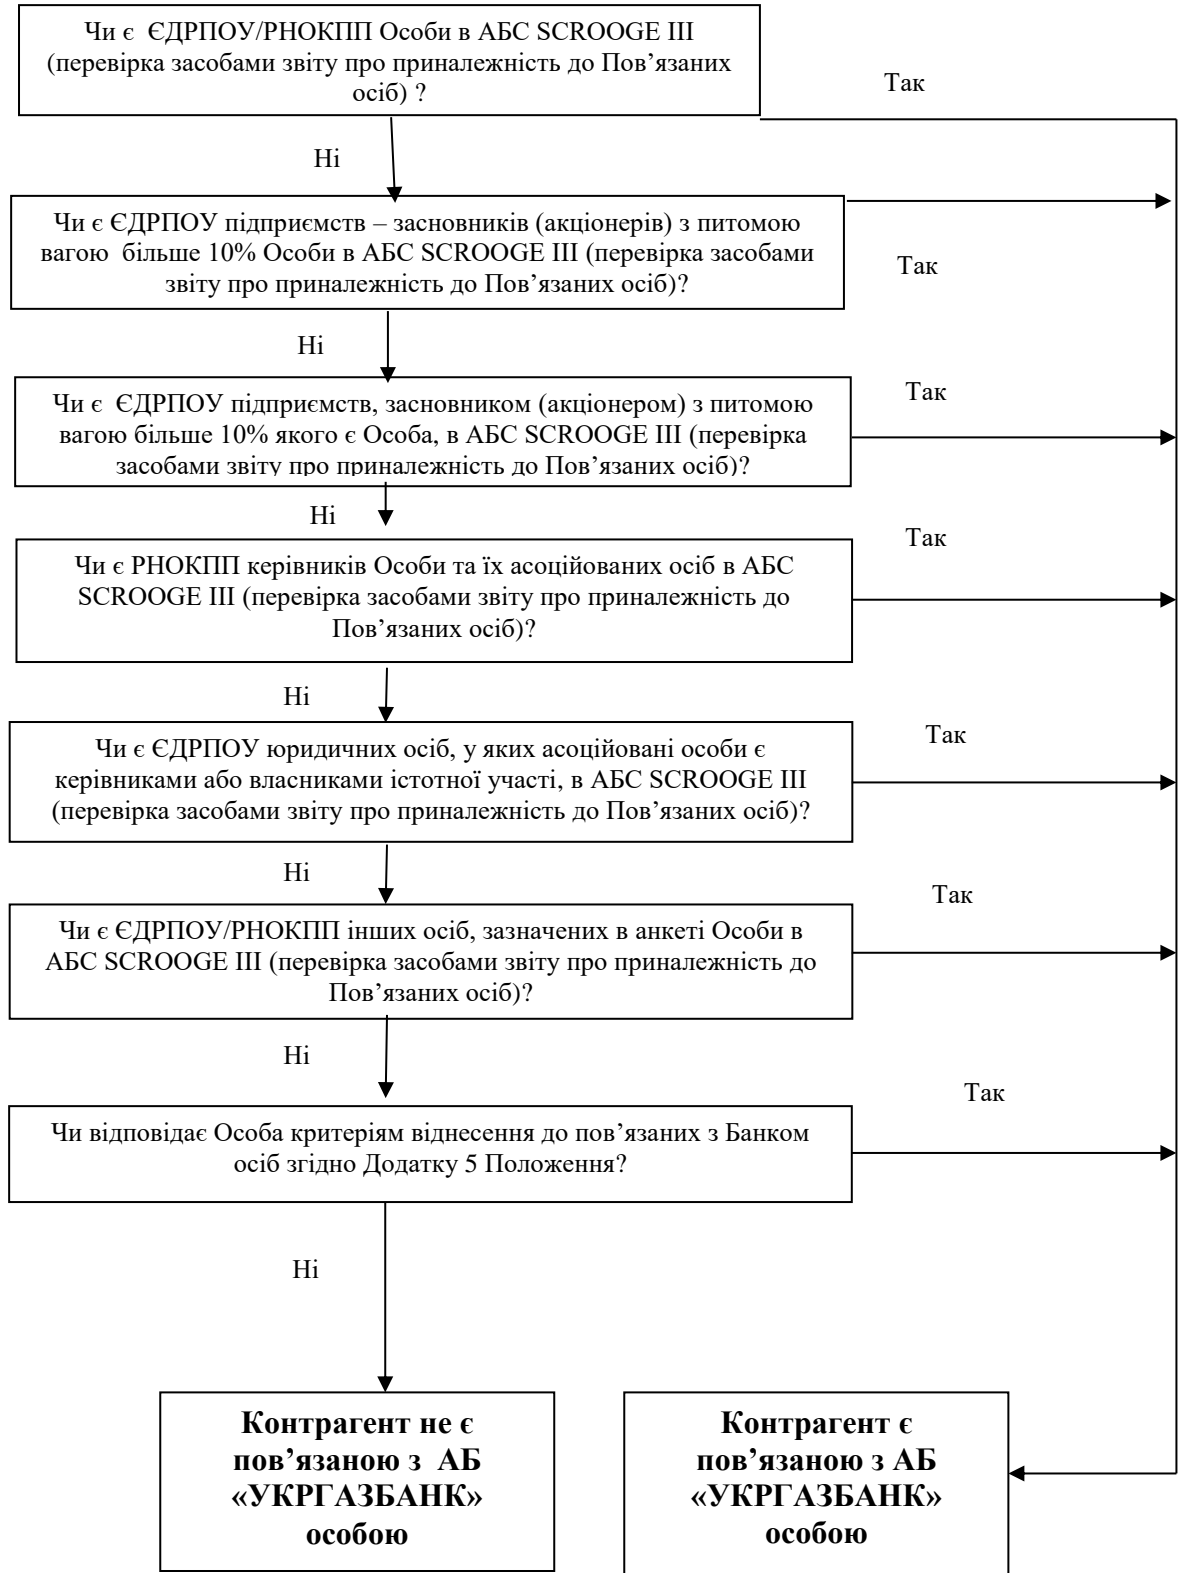 Чи є ЄДРПОУ/РНОКПП Особи в АБС SCROOGE III
(перевірка засобами звіту про приналежність до Пов’язаних
осіб) ?
Так
Ні
Чи є ЄДРПОУ підприємств – засновників (акціонерів) з питомою
вагою більше 10% Особи в АБС SCROOGE III (перевірка засобами
звіту про приналежність до Пов’язаних осіб)?
Так
Ні
Чи є ЄДРПОУ підприємств, засновником (акціонером) з питомою
вагою більше 10% якого є Особа, в АБС SCROOGE III (перевірка
засобами звіту про приналежність до Пов’язаних осіб)?
Так
Ні
Чи є РНОКПП керівників Особи та їх асоційованих осіб в АБС
SCROOGE III (перевірка засобами звіту про приналежність до
Пов’язаних осіб)?
Так
Ні
Чи є ЄДРПОУ юридичних осіб, у яких асоційовані особи є
керівниками або власниками істотної участі, в АБС SCROOGE III
(перевірка засобами звіту про приналежність до Пов’язаних осіб)?
Так
Ні
Чи є ЄДРПОУ/РНОКПП інших осіб, зазначених в анкеті Особи в
АБС SCROOGE III (перевірка засобами звіту про приналежність до
Пов’язаних осіб)?
Так
Ні
Чи відповідає Особа критеріям віднесення до пов’язаних з Банком
осіб згідно Додатку 5 Положення?
Так
Ні
Контрагент не є
пов’язаною з АБ
«УКРГАЗБАНК»
особою
Контрагент є
пов’язаною з АБ
«УКРГАЗБАНК»
особою